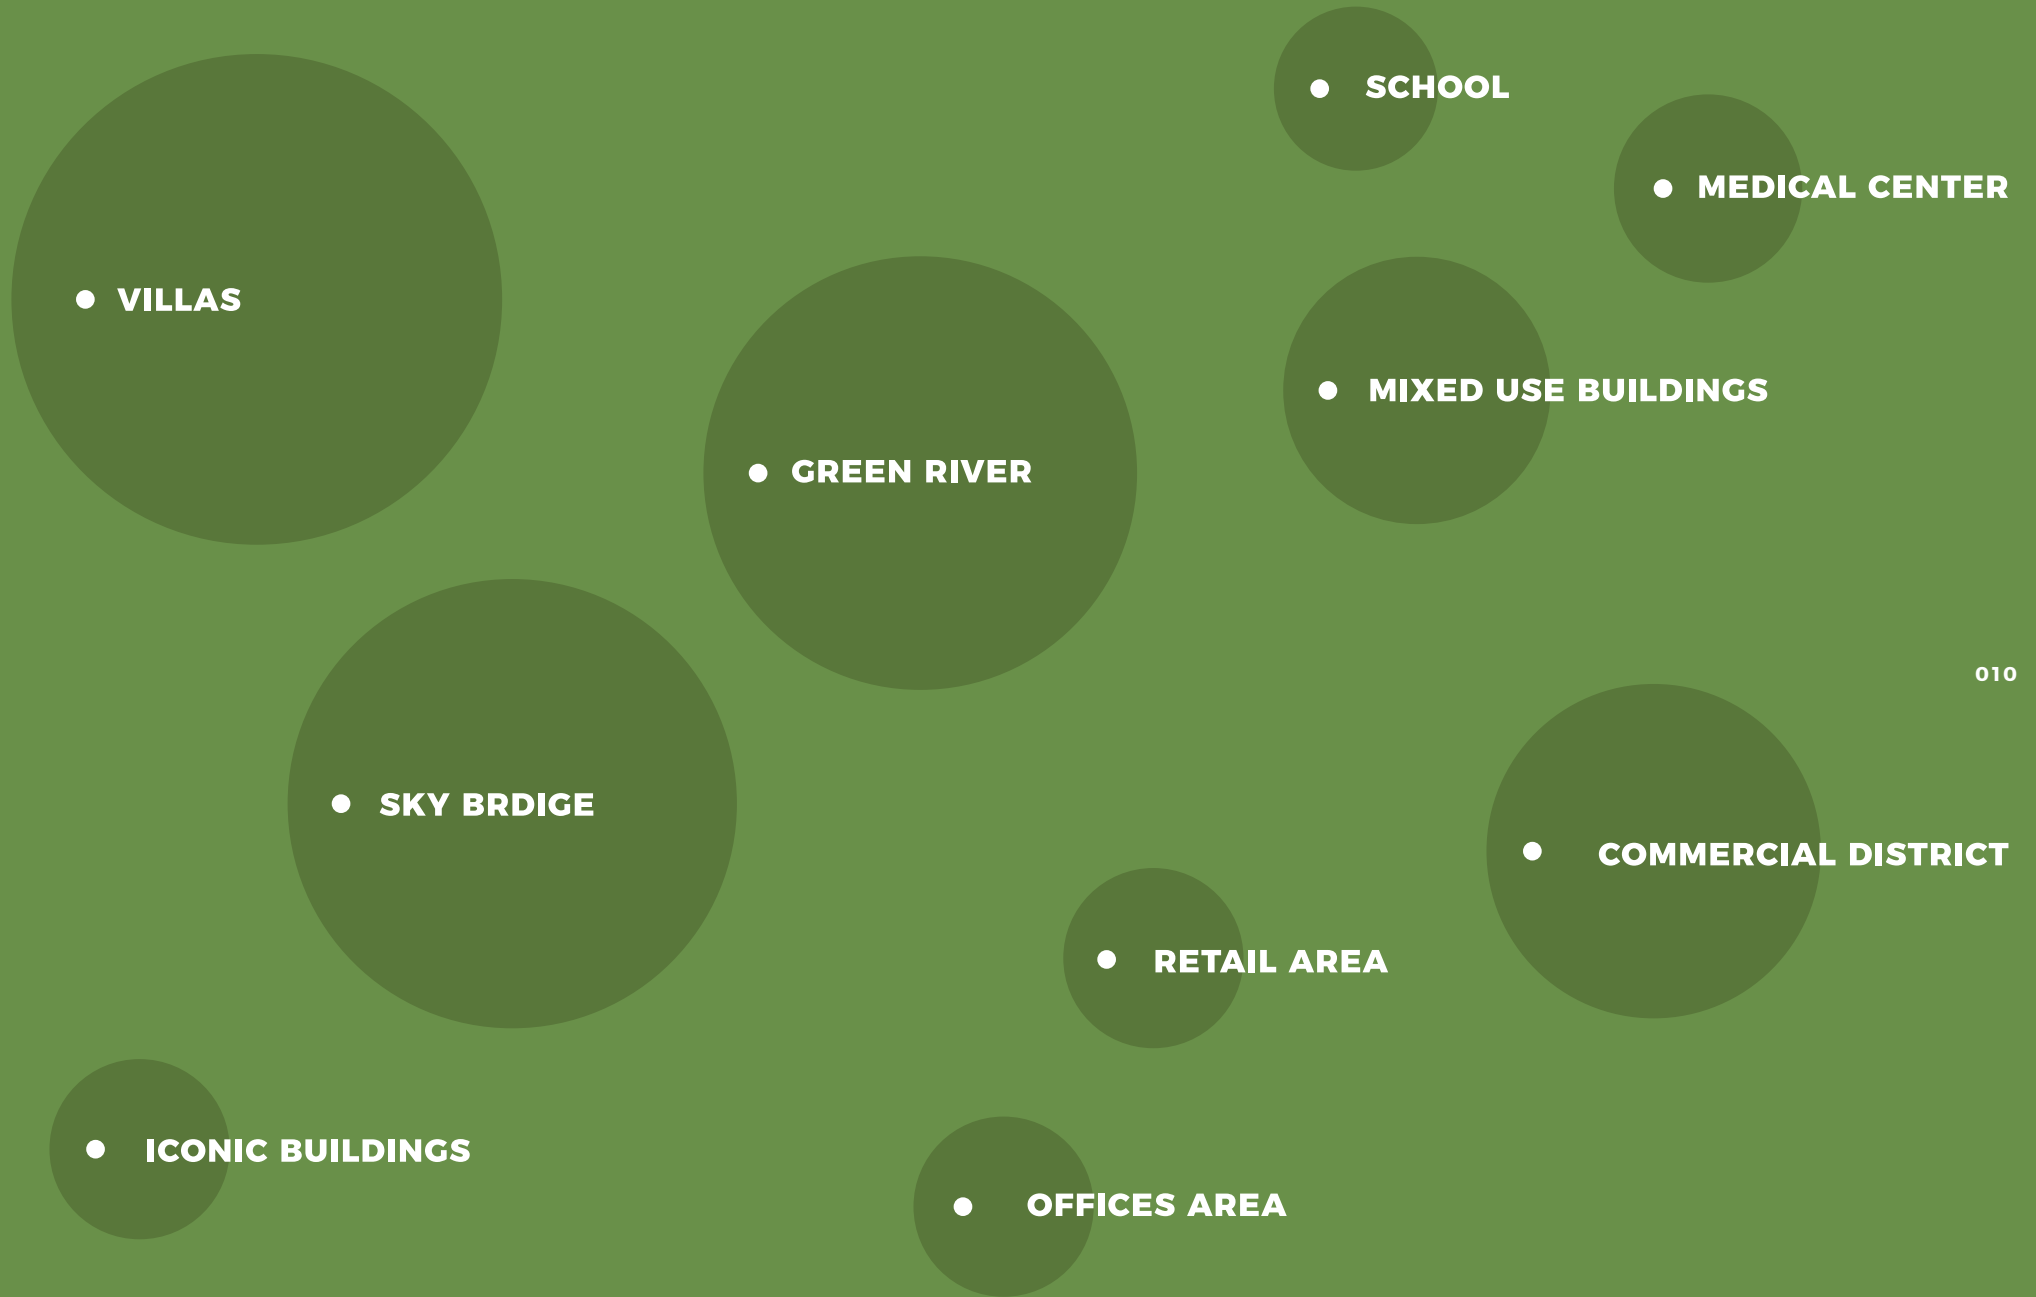 SCHOOL
MEDICAL CENTER
VILLAS
MIXED USE BUILDINGS
GREEN RIVER
010
SKY BRDIGE
COMMERCIAL DISTRICT
RETAIL AREA
ICONIC BUILDINGS
OFFICES AREA